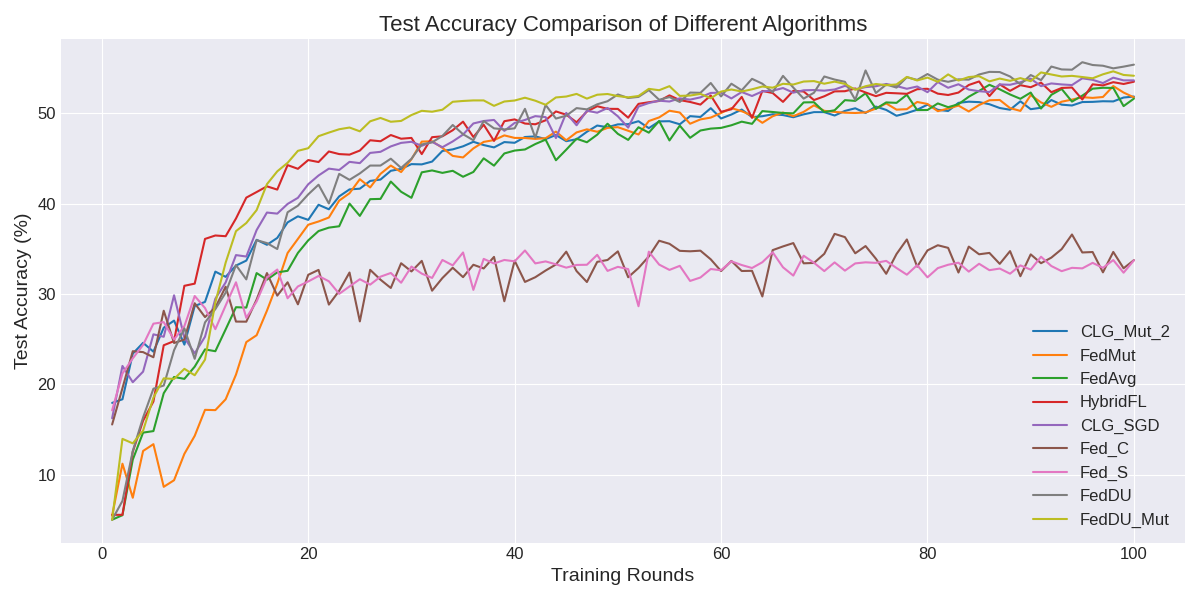 Test Accuracy Comparison of Different Algorithms
Test Accuracy (%)
50
40
30
20
10
0
20
40
60
80
100
Training Rounds
CLG_Mut_2
FedMut
FedAvg
HybridFL
CLG_SGD
Fed_C
Fed_S
FedDU
FedDU_Mut